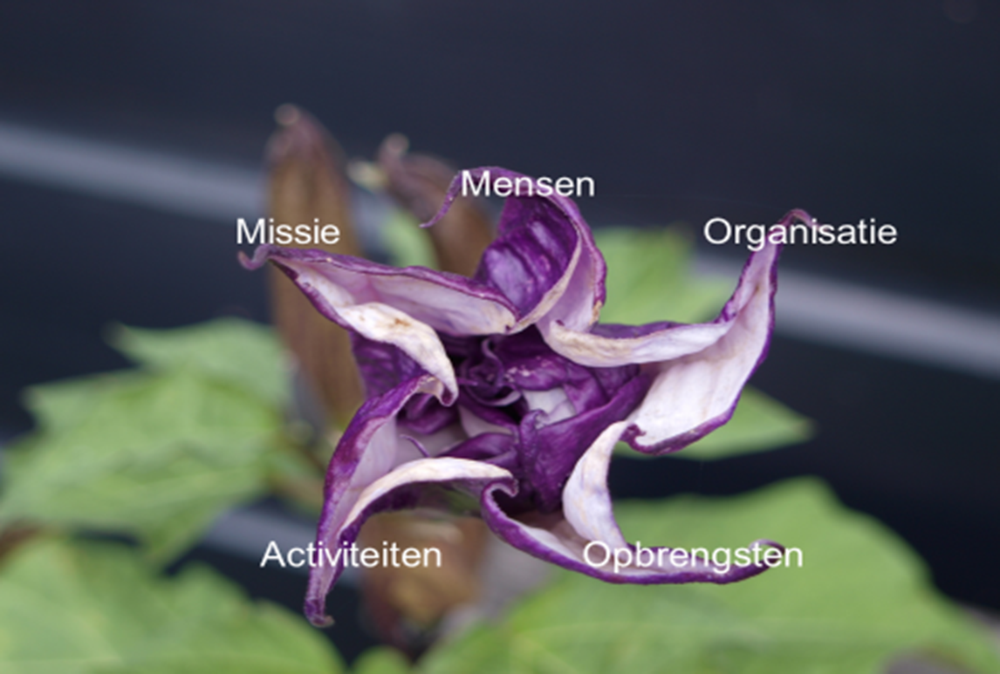 Mensen
Missie
Organisatie
Activiteiten
Opbrengsten